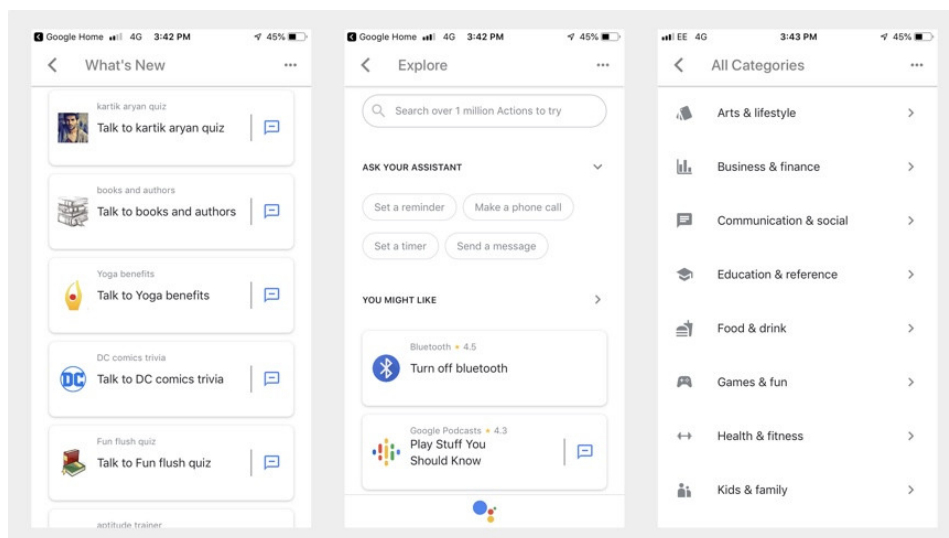 Google Home 4G 3:42 PM 45%
What's New
kartik aryan quiz
Talk to kartik aryan quiz
books and authors
Talk to books and authors
Yoga benefits
Talk to Yoga benefits
DC comics trivia
DC
Talk to DC comics trivia
Fun flush quiz
Talk to Fun flush quiz
aptitude trainer
Google Home 4G 3:42 PM 45%
Explore
Search over 1 million Actions to try
ASK YOUR ASSISTANT
Set a reminder
Make a phone call
Set a timer
Send a message
YOU MIGHT LIKE
Bluetooth • 4.5
Turn off bluetooth
Google Podcasts • 4.3
Play Stuff You
Should Know
EE 4G 3:43 PM 45%
All Categories
Arts & lifestyle
Business & finance
Communication & social
Education & reference
Food & drink
Games & fun
Health & fitness
Kids & family